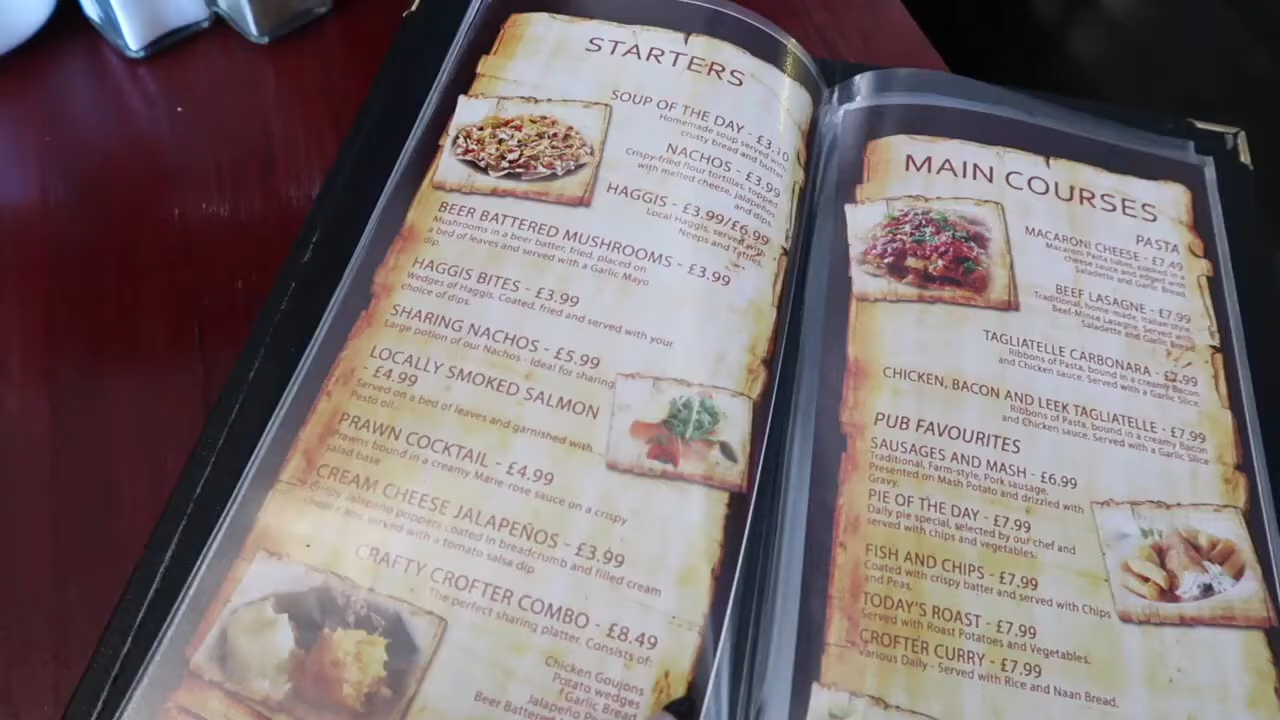 STARTERS
SOUP OF THE DAY - £3.10
Homemade soup served with
crusty bread and butter
NACHOS - £3.99
Crispy-fried flour tortillas, topped
with melted cheese, jalapeños
and dips.
HAGGIS - £3.99/£6.99
Local Haggis, served with
Neeps and Tatties.
BEER BATTERED MUSHROOMS - £3.99
Mushrooms in a beer batter, fried, placed on
a bed of leaves and served with a Garlic Mayo
dip.
HAGGIS BITES - £3.99
Wedges of Haggis. Coated, fried and served with your
choice of dips.
SHARING NACHOS - £5.99
Large potion of our Nachos - Ideal for sharing
LOCALLY SMOKED SALMON
- £4.99
Served on a bed of leaves and garnished with
Pesto oil.
PRAWN COCKTAIL - £4.99
Prawns bound in a creamy Marie-rose sauce on a crispy
salad base
CREAM CHEESE JALAPEÑOS - £3.99
Crispy Jalapeño poppers coated in breadcrumb and filled cream
and served with a tomato salsa dip
CRAFTY CROFTER COMBO - £8.49
The perfect sharing platter. Consists of:
Chicken Goujons
Potato wedges
Garlic Bread
Jalapeño
Beer Battered
MAIN COURSES
PASTA
MACARONI CHEESE - £7.49
Macaroni Pasta tubes, cooked in a
cheese sauce and edged with
Saladette and Garlic Bread
BEEF LASAGNE - £7.99
Traditional, home-made, Italian style,
Beef-Mince Lasagne. Served with
Saladette and Garlic Bread
TAGLIATELLE CARBONARA - £7.99
Ribbons of Pasta, bound in a creamy Bacon
and Chicken sauce. Served with a Garlic Slice
CHICKEN, BACON AND LEEK TAGLIATELLE - £7.99
Ribbons of Pasta, bound in a creamy Bacon
and Chicken sauce. Served with a Garlic Slice
PUB FAVOURITES
SAUSAGES AND MASH - £6.99
Traditional, Farm-style, Pork sausage.
Presented on Mash Potato and drizzled with
Gravy.
PIE OF THE DAY - £7.99
Daily pie special, selected by our chef and
served with chips and vegetables.
FISH AND CHIPS - £7.99
Coated with crispy batter and served with Chips
and Peas.
TODAY'S ROAST - £7.99
Served with Roast Potatoes and Vegetables.
CROFTER CURRY - £7.99
Various Daily - Served with Rice and Naan Bread.